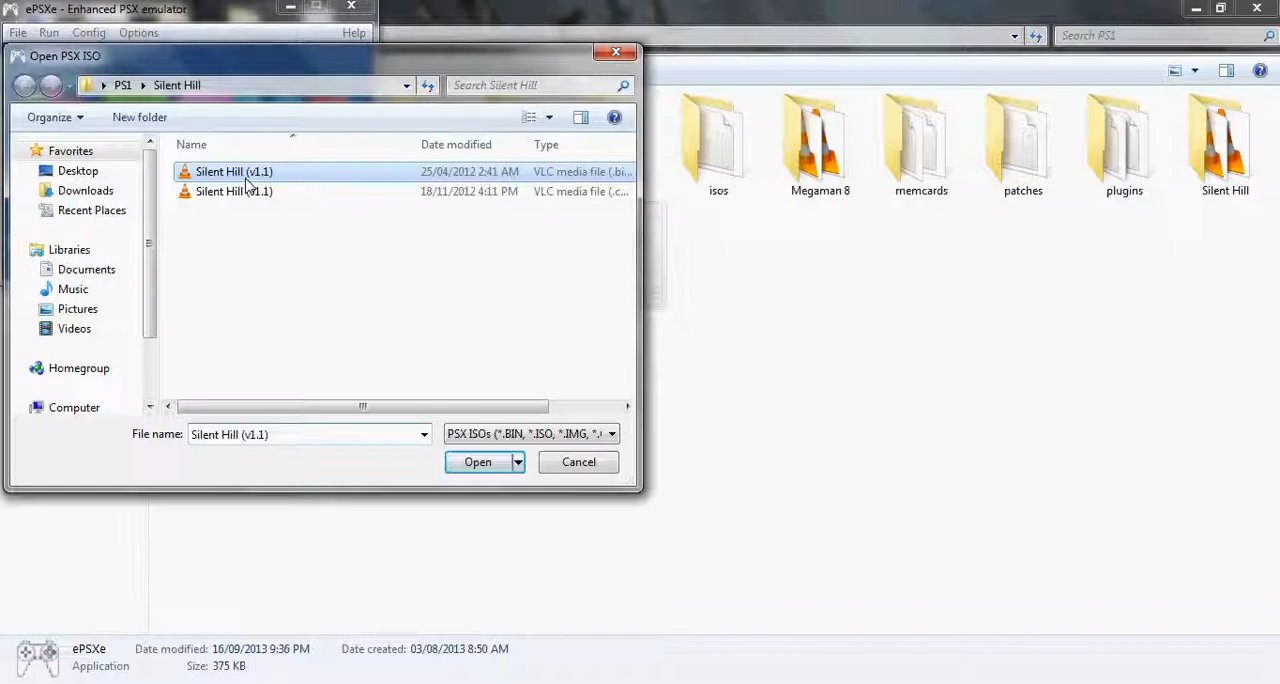 ePSXe - Enhanced PSX emulator
File Run Config Options Help
Search PS1
Open PSX ISO
PS1 Silent Hill
Search Silent Hill
Organize New folder
Name Date modified Type
Favorites
Desktop
Downloads
Recent Places
Libraries
Documents
Music
Pictures
Videos
Homegroup
Computer
Silent Hill (v1.1) 25/04/2012 2:41 AM VLC media file (.bi...
Silent Hill (v1.1) 18/11/2012 4:11 PM VLC media file (.c...
File name: Silent Hill (v1.1) PSX ISOs (*.BIN, *.ISO, *.IMG, *.
Open Cancel
isos Megaman 8 memcards patches plugins Silent Hill
ePSXe Date modified: 16/09/2013 9:36 PM Date created: 03/08/2013 8:50 AM
Application Size: 375 KB